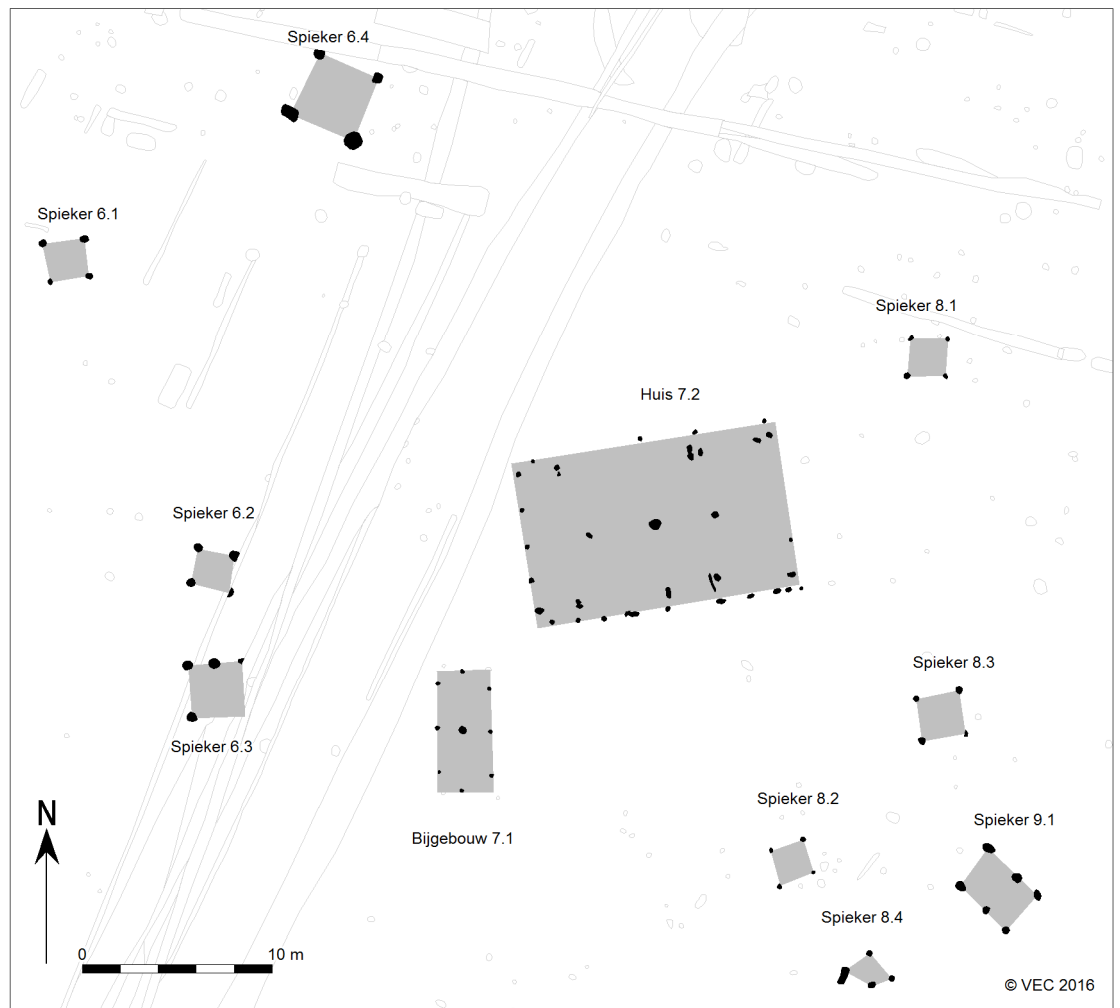 Spieker 6.4
Spieker 6.1
Spieker 8.1
Huis 7.2
Spieker 6.2
Spieker 8.3
Spieker 6.3
Spieker 8.2
N
Spieker 9.1
Bijgebouw 7.1
Spieker 8.4
0 10 m
© VEC 2016